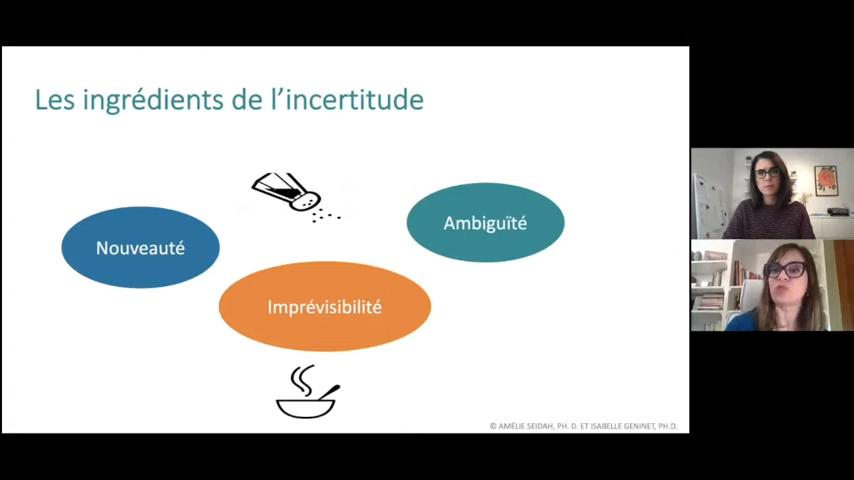 Les ingrédients de l'incertitude
Nouveauté
Ambiguïté
Imprévisibilité
© AMÉLIE SEIDAH, PH. D. ET ISABELLE GENINET, PH.D.